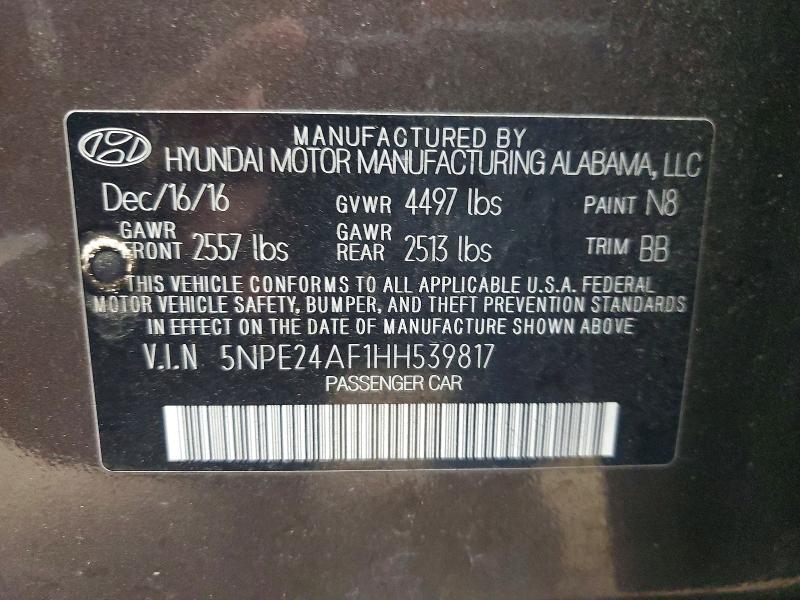 MANUFACTURED BY
HYUNDAI MOTOR MANUFACTURING ALABAMA, LLC
Dec/16/16 GVWR 4497 lbs PAINT N8
GAWR FRONT 2557 lbs GAWR REAR 2513 lbs TRIM BB
THIS VEHICLE CONFORMS TO ALL APPLICABLE U.S.A. FEDERAL
MOTOR VEHICLE SAFETY, BUMPER, AND THEFT PREVENTION STANDARDS
IN EFFECT ON THE DATE OF MANUFACTURE SHOWN ABOVE
V.I.N 5NPE24AF1HH539817
PASSENGER CAR